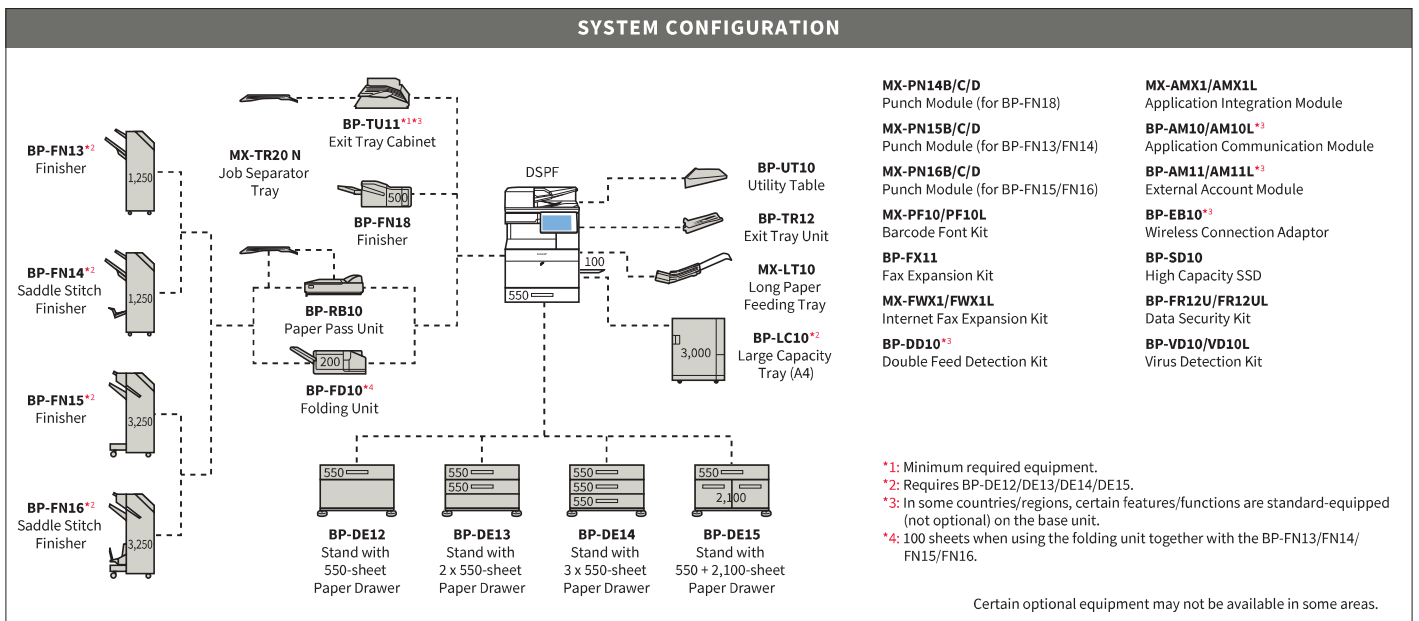 SYSTEM CONFIGURATION
BP-FN13*2
Finisher
1,250
BP-FN14*2
Saddle Stitch
Finisher
1,250
BP-FN15*2
Finisher
3,250
BP-FN16*2
Saddle Stitch
Finisher
3,250
MX-TR20 N
Job Separator
Tray
BP-TU11*1*3
Exit Tray Cabinet
500
BP-FN18
Finisher
BP-RB10
Paper Pass Unit
200
BP-FD10*4
Folding Unit
DSPF
100
550
BP-UT10
Utility Table
BP-TR12
Exit Tray Unit
MX-LT10
Long Paper
Feeding Tray
3,000
BP-LC10*2
Large Capacity
Tray (A4)
550
BP-DE12
Stand with
550-sheet
Paper Drawer
550
550
BP-DE13
Stand with
2 x 550-sheet
Paper Drawer
550
550
550
BP-DE14
Stand with
3 x 550-sheet
Paper Drawer
550
2,100
BP-DE15
Stand with
550 + 2,100-sheet
Paper Drawer
MX-PN14B/C/D
Punch Module (for BP-FN18)
MX-PN15B/C/D
Punch Module (for BP-FN13/FN14)
MX-PN16B/C/D
Punch Module (for BP-FN15/FN16)
MX-PF10/PF10L
Barcode Font Kit
BP-FX11
Fax Expansion Kit
MX-FWX1/FWX1L
Internet Fax Expansion Kit
BP-DD10*3
Double Feed Detection Kit
MX-AMX1/AMX1L
Application Integration Module
BP-AM10/AM10L*3
Application Communication Module
BP-AM11/AM11L*3
External Account Module
BP-EB10*3
Wireless Connection Adaptor
BP-SD10
High Capacity SSD
BP-FR12U/FR12UL
Data Security Kit
BP-VD10/VD10L
Virus Detection Kit
*1: Minimum required equipment.
*2: Requires BP-DE12/DE13/DE14/DE15.
*3: In some countries/regions, certain features/functions are standard-equipped
(not optional) on the base unit.
*4: 100 sheets when using the folding unit together with the BP-FN13/FN14/
FN15/FN16.
Certain optional equipment may not be available in some areas.